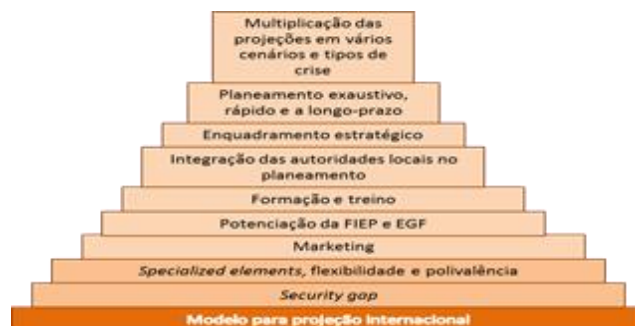 Multiplicação das
projeções em vários
cenários e tipos de
crise
Planeamento exaustivo,
rápido e a longo-prazo
Enquadramento estratégico
Integração das autoridades locais no
planeamento
Formação e treino
Potenciação da FIEP e EGF
Marketing
Specialized elements, flexibilidade e polivalência
Security gap
Modelo para projeção internacional